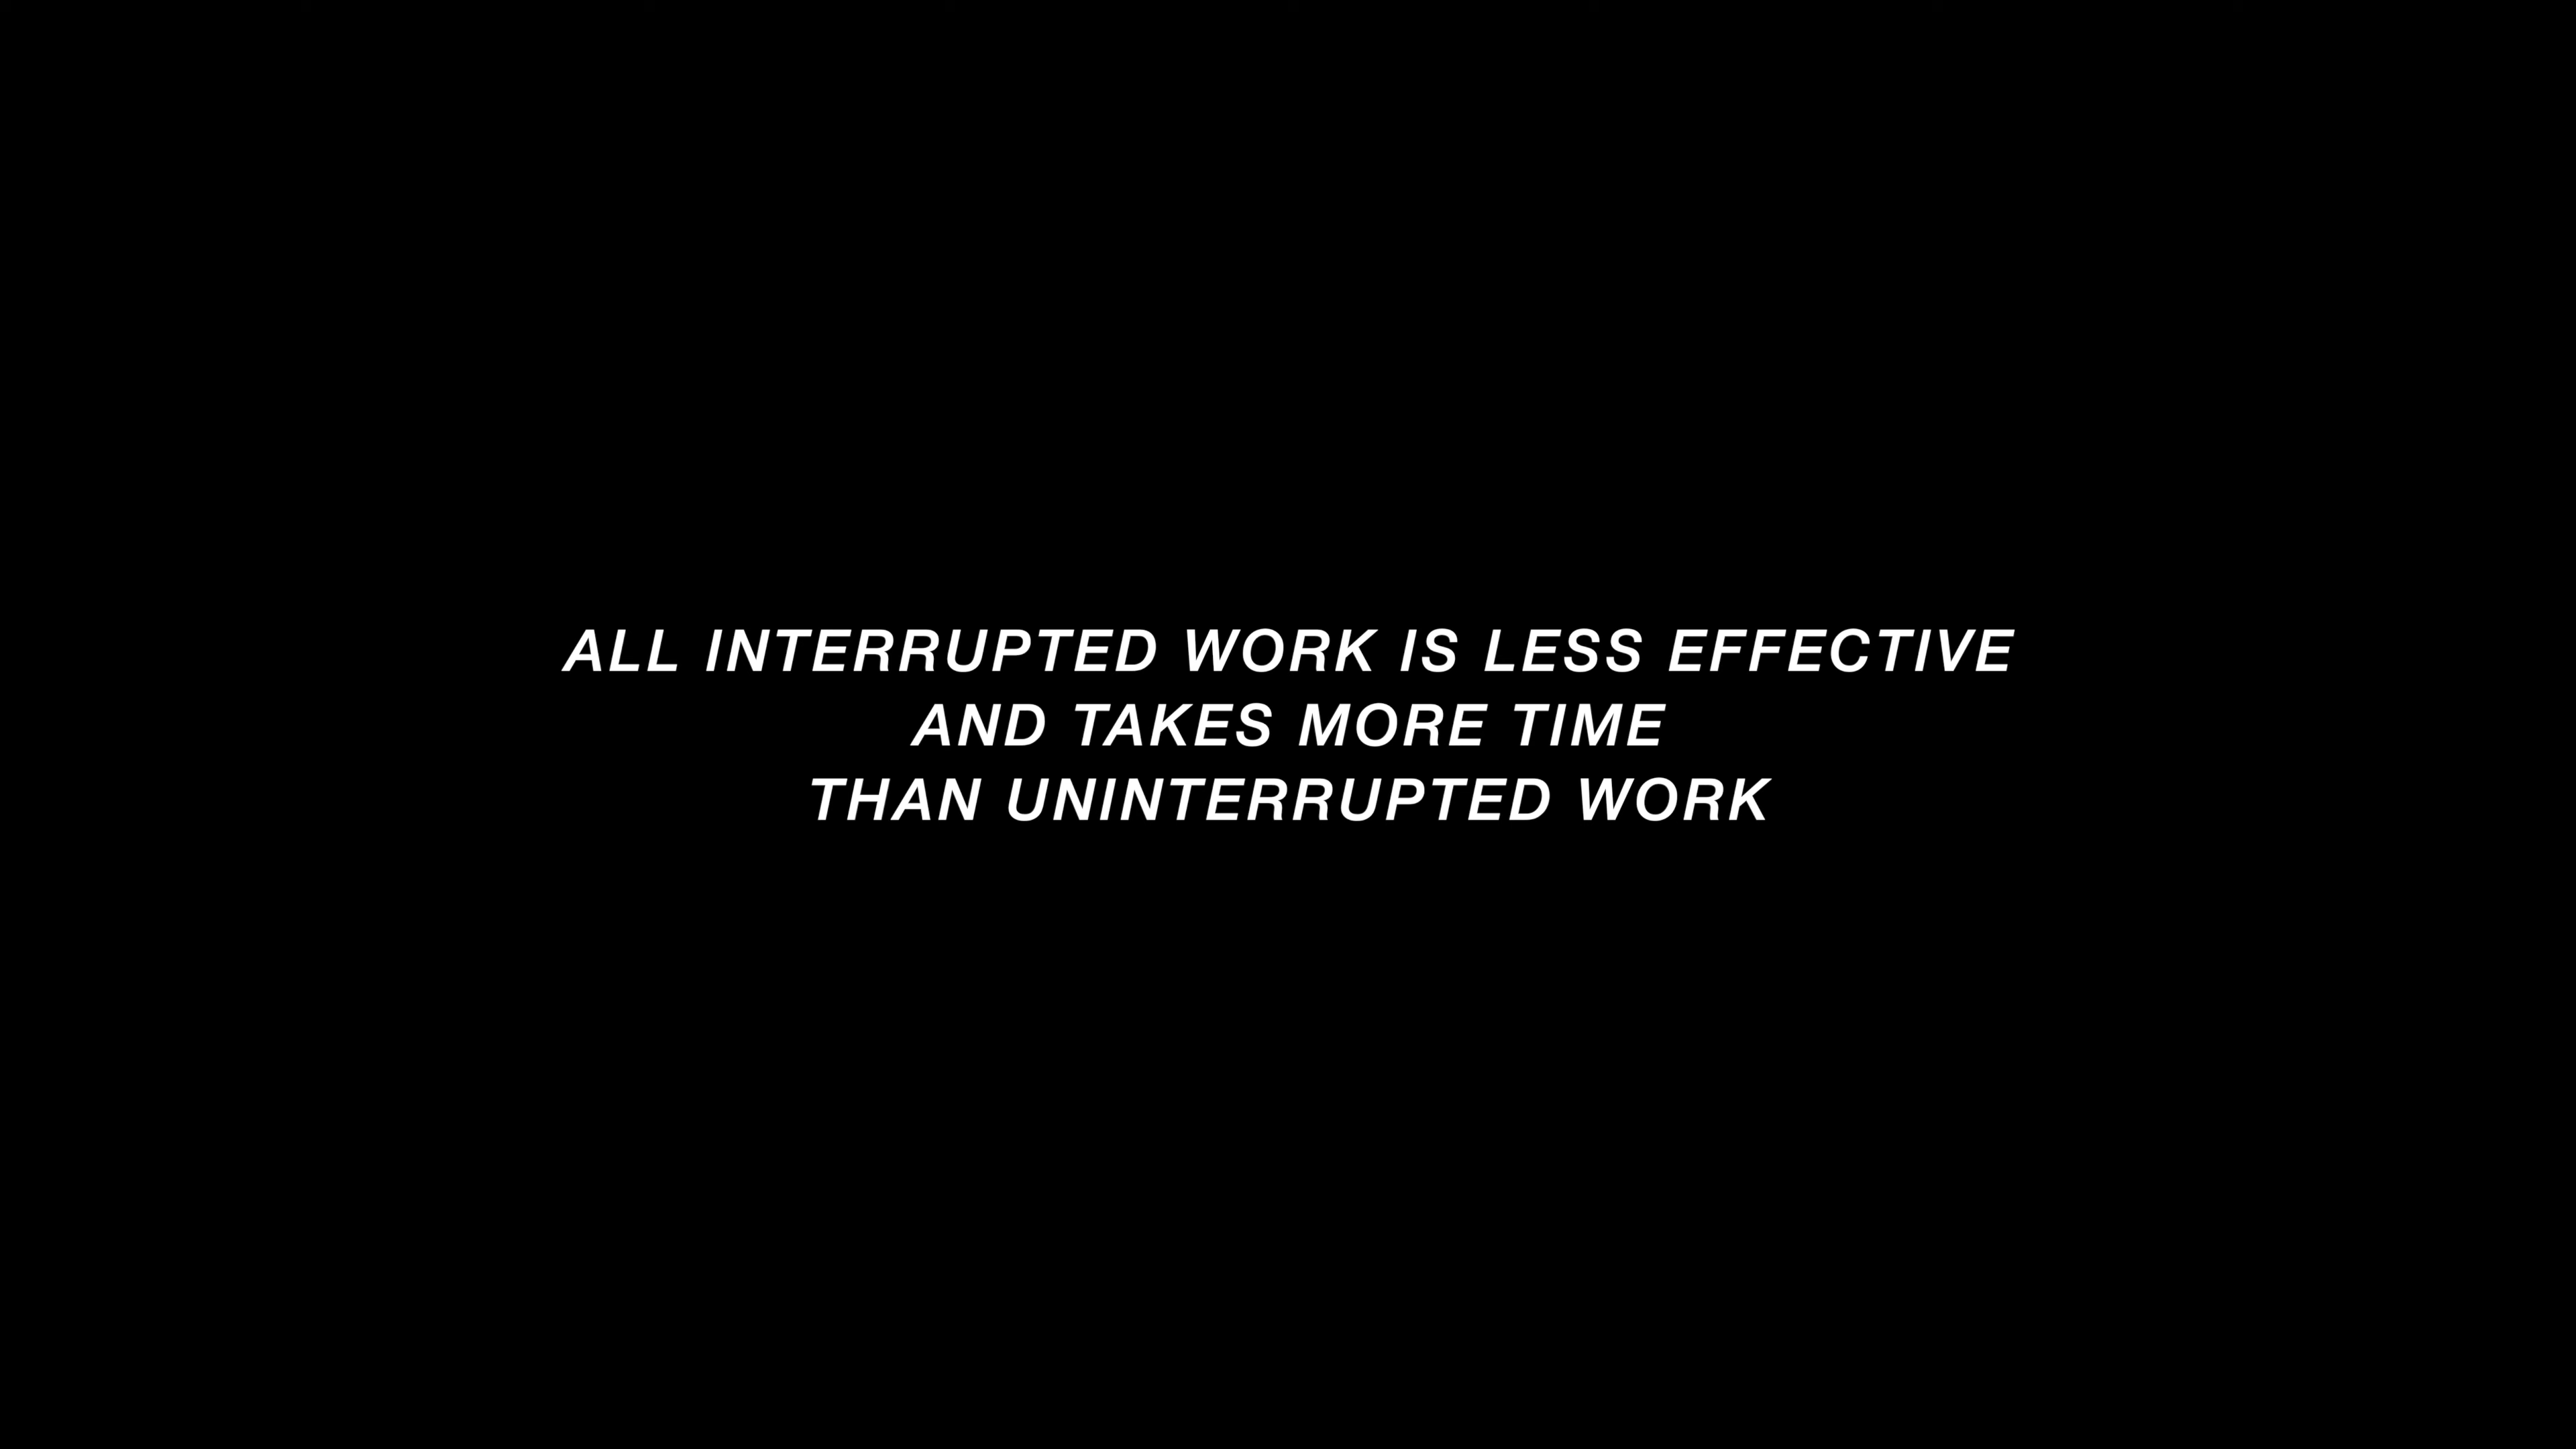 ALL INTERRUPTED WORK IS LESS EFFECTIVE
AND TAKES MORE TIME
THAN UNINTERRUPTED WORK